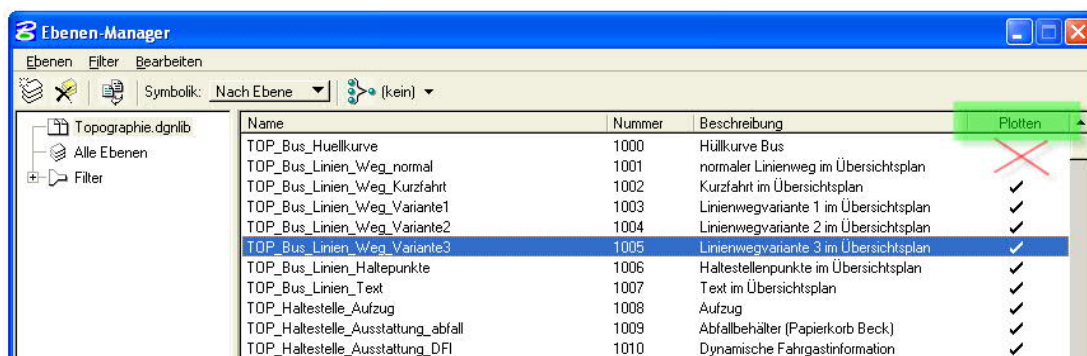 Ebenen-Manager
Ebenen Filter Bearbeiten
Symbolik: Nach Ebene (kein)
Topographie.dgnlib
Alle Ebenen
Filter
Name Nummer Beschreibung Plotten
TOP_Bus_Huellkurve 1000 Hüllkurve Bus
TOP_Bus_Linien_Weg_normal 1001 normaler Linienweg im Übersichtsplan
TOP_Bus_Linien_Weg_Kurzfahrt 1002 Kurzfahrt im Übersichtsplan
TOP_Bus_Linien_Weg_Variante1 1003 Linienwegvariante 1 im Übersichtsplan
TOP_Bus_Linien_Weg_Variante2 1004 Linienwegvariante 2 im Übersichtsplan
TOP_Bus_Linien_Weg_Variante3 1005 Linienwegvariante 3 im Übersichtsplan
TOP_Bus_Linien_Haltepunkte 1006 Haltestellenpunkte im Übersichtsplan
TOP_Bus_Linien_Text 1007 Text im Übersichtsplan
TOP_Haltestelle_Aufzug 1008 Aufzug
TOP_Haltestelle_Ausstattung_abfall 1009 Abfallbehälter (Papierkorb Beck)
TOP_Haltestelle_Ausstattung_DFI 1010 Dynamische Fahrgastinformation